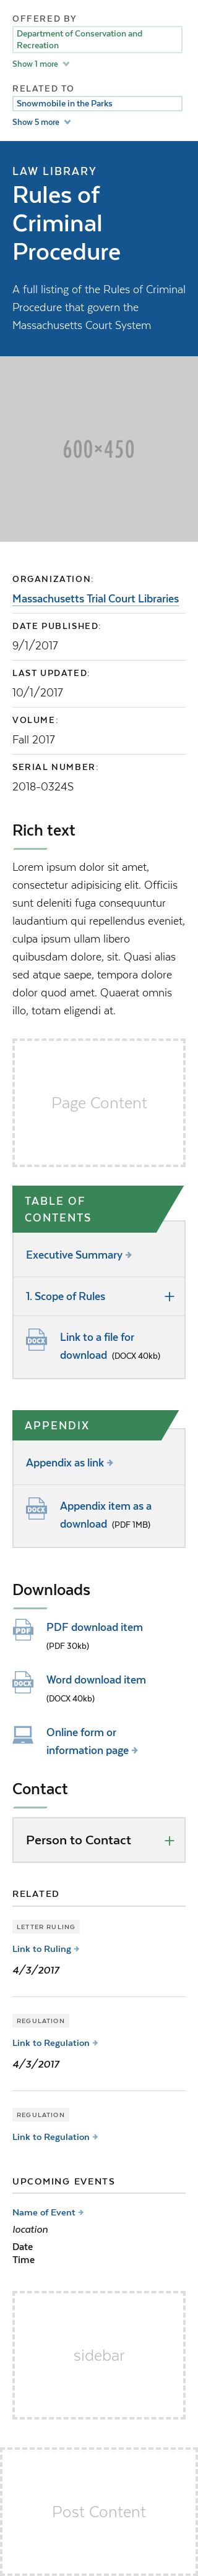 OFFERED BY
Department of Conservation and
Recreation
Show 1 more
RELATED TO
Snowmobile in the Parks
Show 5 more
LAW LIBRARY
Rules of
Criminal
Procedure
A full listing of the Rules of Criminal
Procedure that govern the
Massachusetts Court System
600×450
ORGANIZATION:
Massachusetts Trial Court Libraries
DATE PUBLISHED:
9/1/2017
LAST UPDATED:
10/1/2017
VOLUME:
Fall 2017
SERIAL NUMBER:
2018-0324S
Rich text
Lorem ipsum dolor sit amet,
consectetur adipisicing elit. Officiis
sunt deleniti fuga consequuntur
laudantium qui repellendus eveniet,
culpa ipsum ullam libero
quibusdam dolore, sit. Quasi alias
sed atque saepe, tempora dolore
dolor quod amet. Quaerat omnis
illo, totam eligendi at.
Page Content
TABLE OF
CONTENTS
Executive Summary
1. Scope of Rules
DOCX
Link to a file for
download (DOCX 40kb)
APPENDIX
Appendix as link
DOCX
Appendix item as a
download (PDF 1MB)
Downloads
PDF
PDF download item
(PDF 30kb)
DOCX
Word download item
(DOCX 40kb)
Online form or
information page
Contact
Person to Contact
RELATED
LETTER RULING
Link to Ruling
4/3/2017
REGULATION
Link to Regulation
4/3/2017
REGULATION
Link to Regulation
UPCOMING EVENTS
Name of Event
location
Date
Time
sidebar
Post Content